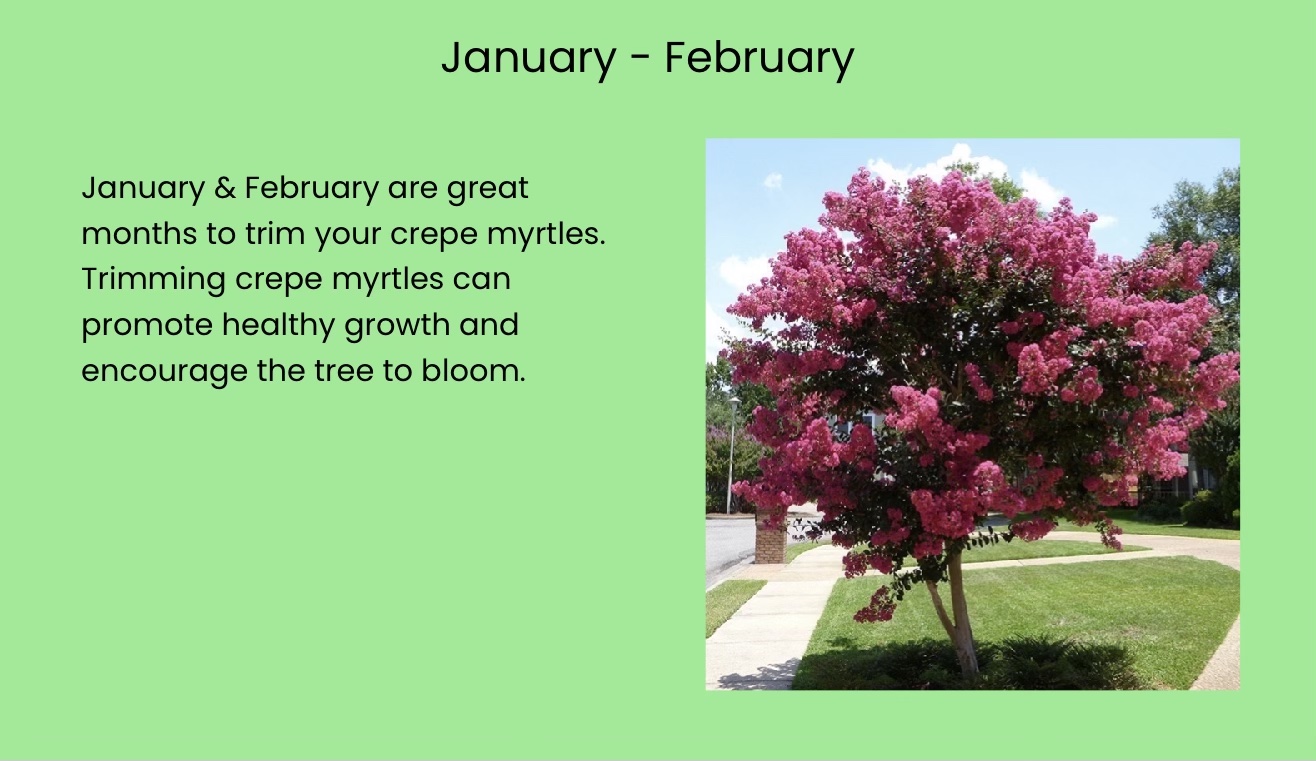 January - February
January & February are great
months to trim your crepe myrtles.
Trimming crepe myrtles can
promote healthy growth and
encourage the tree to bloom.